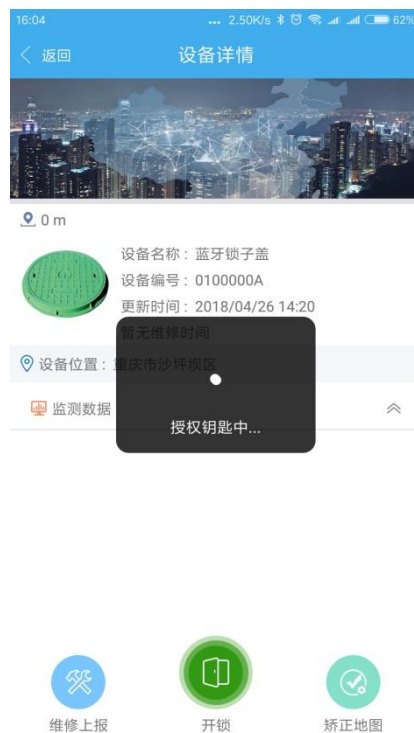 16:04 ... 2.50K/s 62%
返回 设备详情
0 m
设备名称：蓝牙锁子盖
设备编号：0100000A
更新时间：2018/04/26 14:20
暂无维修时间
设备位置：重庆市沙坪坝区
监测数据
授权钥匙中...
维修上报 开锁 矫正地图